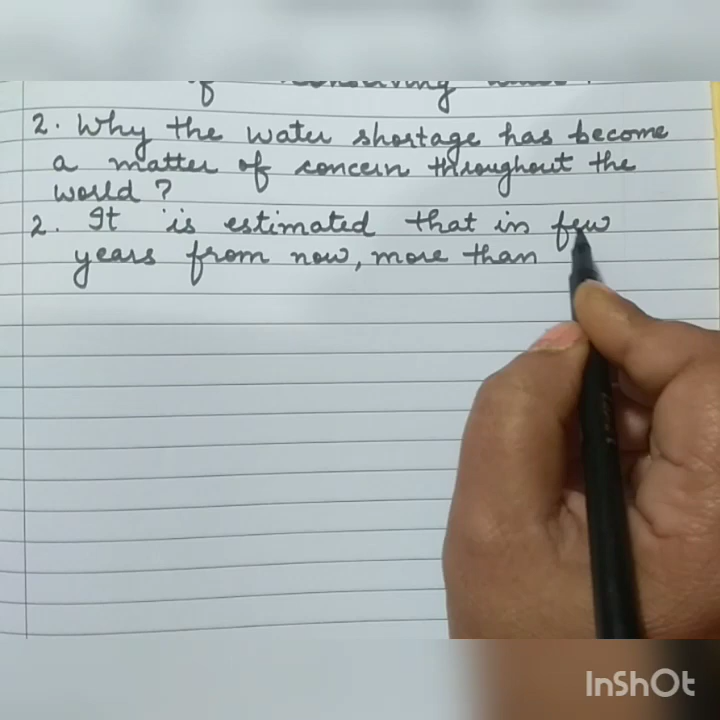 2. Why the water shortage has become
a matter of concern throughout the
world ?
2. It is estimated that in few
years from now, more than
InShOt